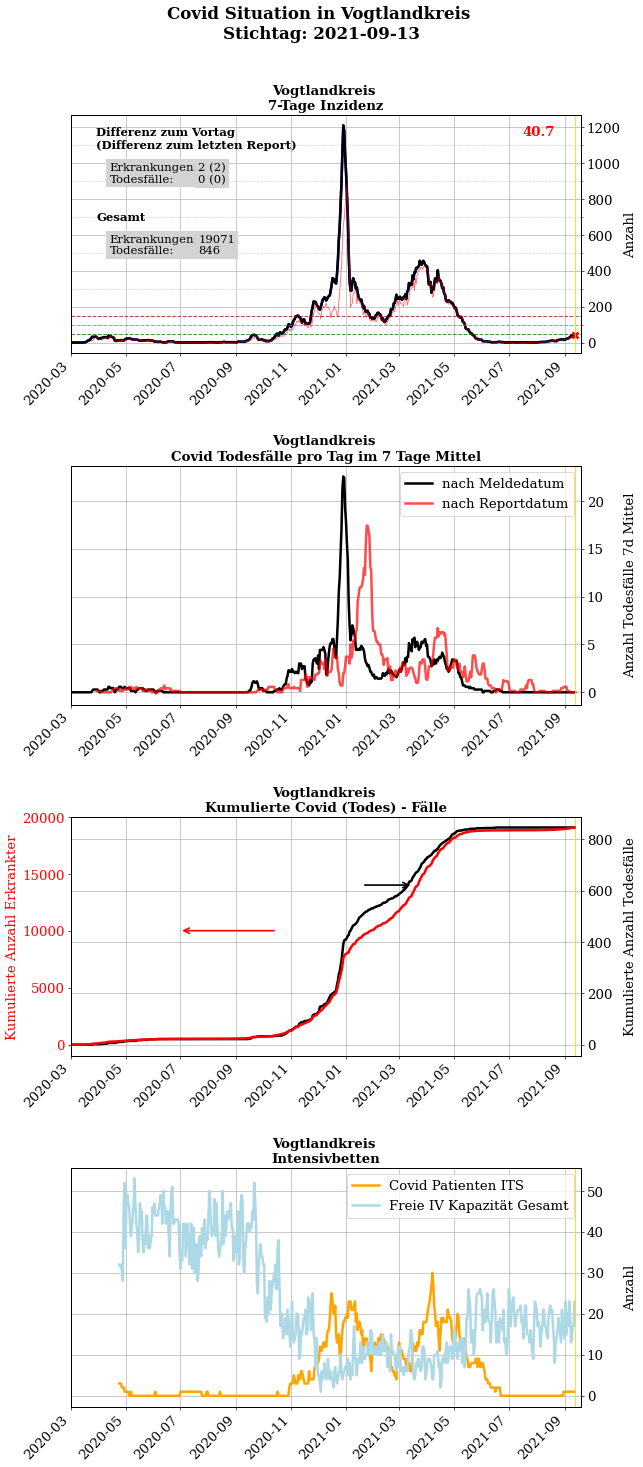 Covid Situation in Vogtlandkreis
Stichtag: 2021-09-13
Vogtlandkreis
7-Tage Inzidenz
Differenz zum Vortag
(Differenz zum letzten Report)
Erkrankungen 2 (2)
Todesfälle: 0 (0)
Gesamt
Erkrankungen 19071
Todesfälle: 846
40.7
1200
1000
800
600
400
200
0
Anzahl
2020-03
2020-05
2020-07
2020-09
2020-11
2021-01
2021-03
2021-05
2021-07
2021-09
Vogtlandkreis
Covid Todesfälle pro Tag im 7 Tage Mittel
nach Meldedatum
nach Reportdatum
20
15
10
5
0
Anzahl Todesfälle 7d Mittel
2020-03
2020-05
2020-07
2020-09
2020-11
2021-01
2021-03
2021-05
2021-07
2021-09
Vogtlandkreis
Kumulierte Covid (Todes) - Fälle
Kumulierte Anzahl Erkrankter
20000
15000
10000
5000
0
800
600
400
200
0
Kumulierte Anzahl Todesfälle
2020-03
2020-05
2020-07
2020-09
2020-11
2021-01
2021-03
2021-05
2021-07
2021-09
Vogtlandkreis
Intensivbetten
Covid Patienten ITS
Freie IV Kapazität Gesamt
50
40
30
20
10
0
Anzahl
2020-03
2020-05
2020-07
2020-09
2020-11
2021-01
2021-03
2021-05
2021-07
2021-09